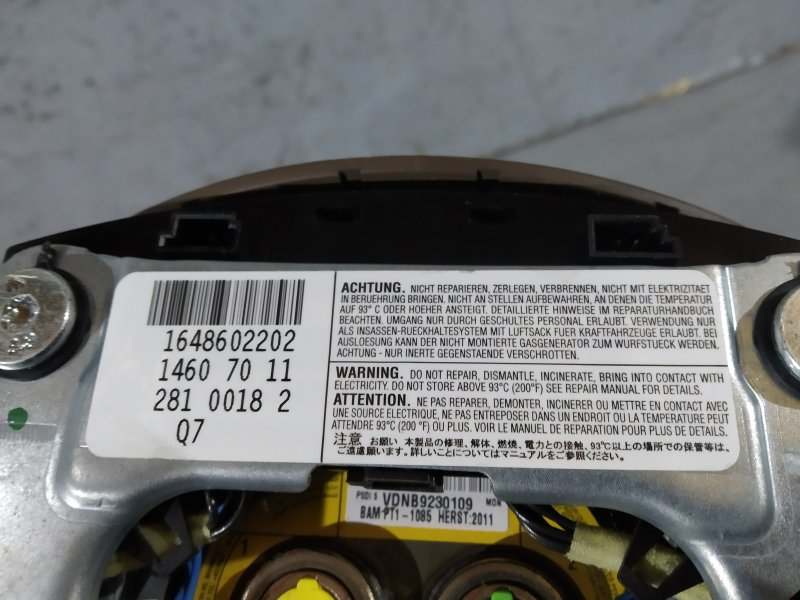 1648602202
1460 70 11
281 0018 2
Q7
ACHTUNG. NICHT REPARIEREN, ZERLEGEN, VERBRENNEN, NICHT MIT ELEKTRIZITAET
IN BERUEHRUNG BRINGEN. NICHT AN STELLEN AUFBEWAHREN, AN DENEN DIE TEMPERATUR
AUF 93° C ODER HOEHER ANSTEIGT. DETAILLIERTE HINWEISE IM REPARATURHANDBUCH
BEACHTEN. UMGANG NUR DURCH GESCHULTES PERSONAL ERLAUBT. VERWENDUNG NUR
ALS INSASSEN-RUECKHALTESYSTEM MIT LUFTSACK FUER KRAFTFAHRZEUGE ERLAUBT. BEI
AUSLOESUNG KANN DER NICHT MONTIERTE GASGENERATOR ZUM WURFSTUECK WERDEN.
ACHTUNG - NUR INERTE GEGENSTAENDE VERSCHROTTEN.
WARNING. DO NOT REPAIR, DISMANTLE, INCINERATE, BRING INTO CONTACT WITH
ELECTRICITY. DO NOT STORE ABOVE 93°C (200°F) SEE REPAIR MANUAL FOR DETAILS.
ATTENTION. NE PAS REPARER, DEMONTER, INCINERER OU METTRE EN CONTACT AVEC
UNE SOURCE ELECTRIQUE, NE PAS ENTREPOSER DANS UN ENDROIT OU LA TEMPERATURE PEUT
ATTENDRE 93°C (200 °F) OU PLUS. VOIR LE MANUEL DE REPARATION POUR PLUS DE DETAILS.
注意 お願い 本製品の修理、解体、燃焼、電力との接触、93℃以上の場所での保管等は、
ご遠慮願います。詳しいことについてはマニュアルをご参照ください。
PSDI 5 VDNB9230109 MGN
BAM PT1-1085 HERST:2011
1